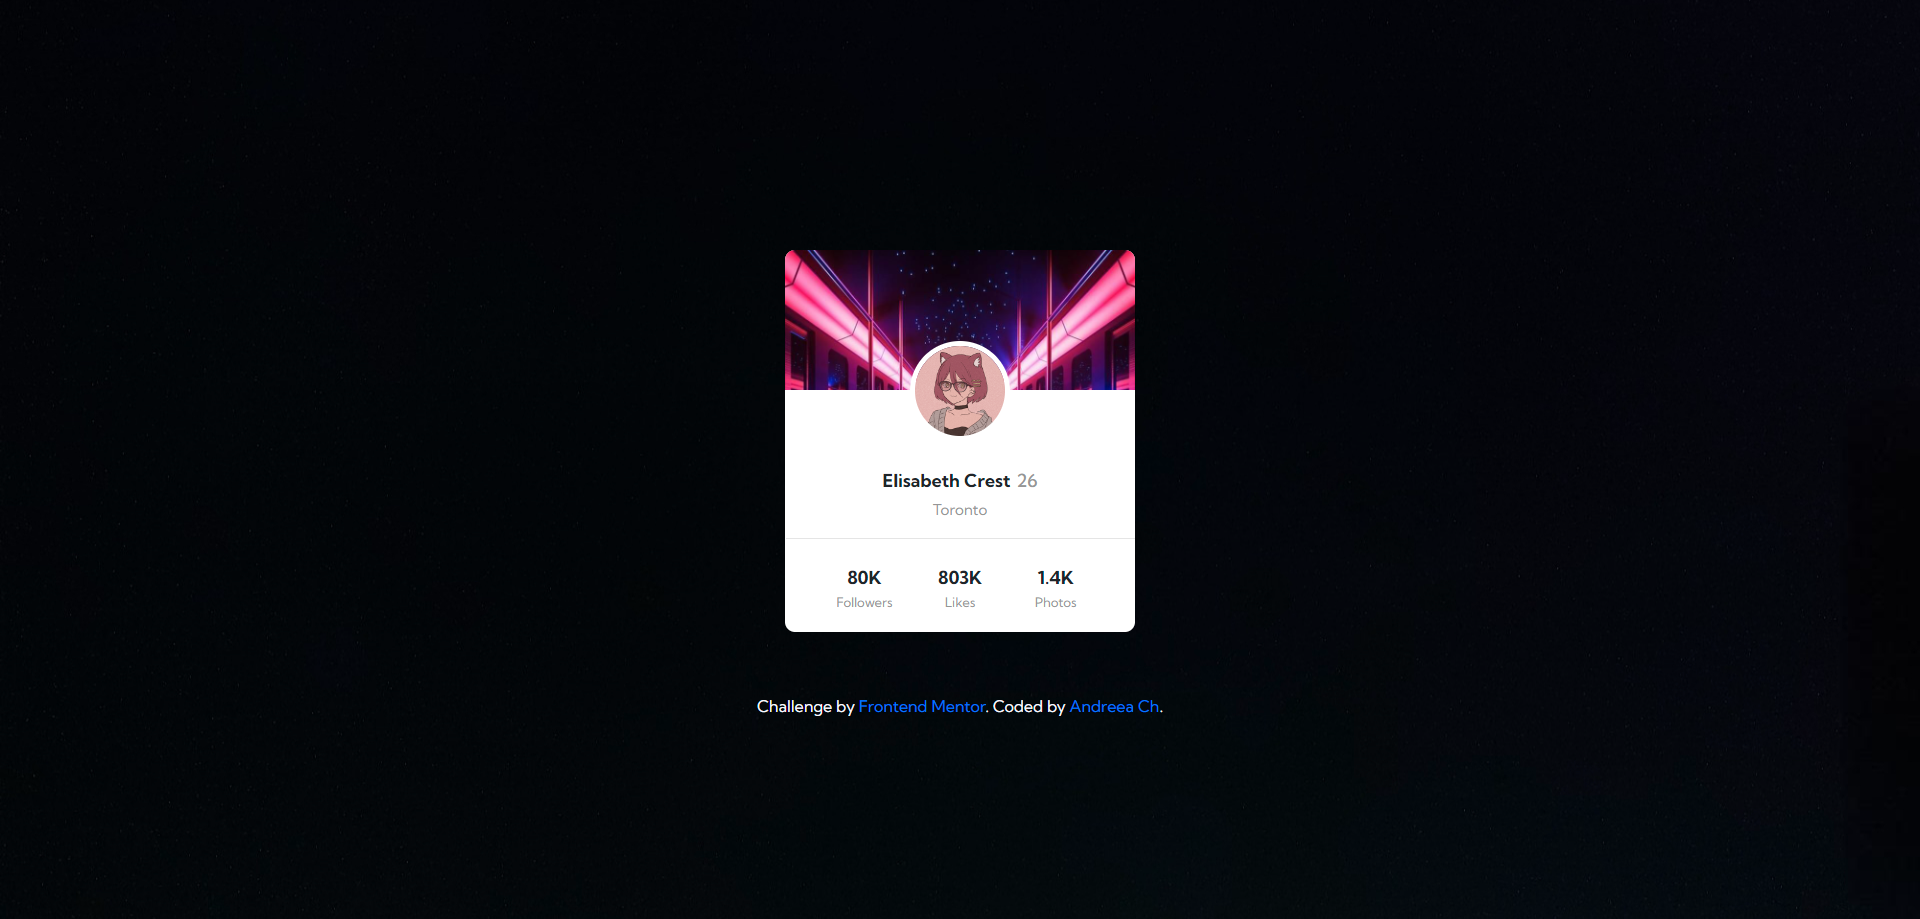 Elisabeth Crest 26
Toronto
80K 803K 1.4K
Followers Likes Photos
Challenge by Frontend Mentor. Coded by Andreea Ch.